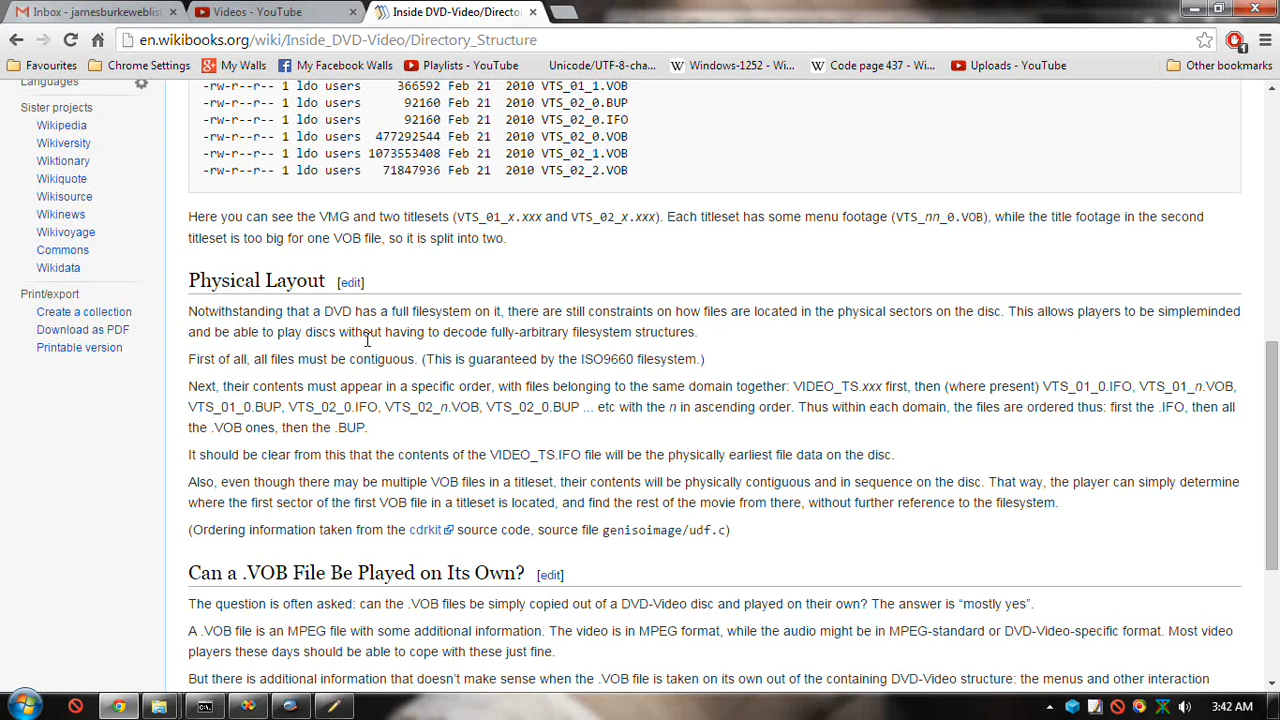 Inbox - jamesburkeweblist
Videos - YouTube
Inside DVD-Video/Directo
en.wikibooks.org/wiki/Inside_DVD-Video/Directory_Structure
1
Favourites
Chrome Settings
My Walls
My Facebook Walls
Playlists - YouTube
Unicode/UTF-8-cha...
Windows-1252 - Wi...
Code page 437 - Wi...
Uploads - YouTube
Other bookmarks
Languages
Sister projects
Wikipedia
Wikiversity
Wiktionary
Wikiquote
Wikisource
Wikinews
Wikivoyage
Commons
Wikidata
Print/export
Create a collection
Download as PDF
Printable version
-rw-r--r-- 1 ldo users 366592 Feb 21 2010 VTS_01_1.VOB
-rw-r--r-- 1 ldo users 92160 Feb 21 2010 VTS_02_0.BUP
-rw-r--r-- 1 ldo users 92160 Feb 21 2010 VTS_02_0.IFO
-rw-r--r-- 1 ldo users 477292544 Feb 21 2010 VTS_02_0.VOB
-rw-r--r-- 1 ldo users 1073553408 Feb 21 2010 VTS_02_1.VOB
-rw-r--r-- 1 ldo users 71847936 Feb 21 2010 VTS_02_2.VOB
Here you can see the VMG and two titlesets (VTS_01_x.xxx and VTS_02_x.xxx). Each titleset has some menu footage (VTS_nn_0.VOB), while the title footage in the second
titleset is too big for one VOB file, so it is split into two.
Physical Layout [edit]
Notwithstanding that a DVD has a full filesystem on it, there are still constraints on how files are located in the physical sectors on the disc. This allows players to be simpleminded
and be able to play discs without having to decode fully-arbitrary filesystem structures.
First of all, all files must be contiguous. (This is guaranteed by the ISO9660 filesystem.)
Next, their contents must appear in a specific order, with files belonging to the same domain together: VIDEO_TS.xxx first, then (where present) VTS_01_0.IFO, VTS_01_n.VOB,
VTS_01_0.BUP, VTS_02_0.IFO, VTS_02_n.VOB, VTS_02_0.BUP ... etc with the n in ascending order. Thus within each domain, the files are ordered thus: first the .IFO, then all
the .VOB ones, then the .BUP.
It should be clear from this that the contents of the VIDEO_TS.IFO file will be the physically earliest file data on the disc.
Also, even though there may be multiple VOB files in a titleset, their contents will be physically contiguous and in sequence on the disc. That way, the player can simply determine
where the first sector of the first VOB file in a titleset is located, and find the rest of the movie from there, without further reference to the filesystem.
(Ordering information taken from the cdrkit source code, source file genisoimage/udf.c)
Can a .VOB File Be Played on Its Own? [edit]
The question is often asked: can the .VOB files be simply copied out of a DVD-Video disc and played on their own? The answer is “mostly yes”.
A .VOB file is an MPEG file with some additional information. The video is in MPEG format, while the audio might be in MPEG-standard or DVD-Video-specific format. Most video
players these days should be able to cope with these just fine.
But there is additional information that doesn’t make sense when the .VOB file is taken on its own out of the containing DVD-Video structure: the menus and other interaction
3:42 AM